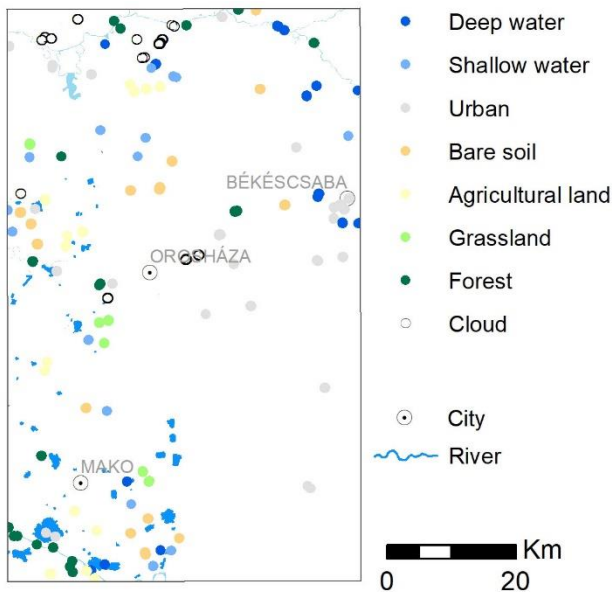 Deep water
Shallow water
Urban
Bare soil
Agricultural land
Grassland
Forest
Cloud
City
River
Km
0 20
BÉKÉSCSABA
OROSHÁZA
MAKO